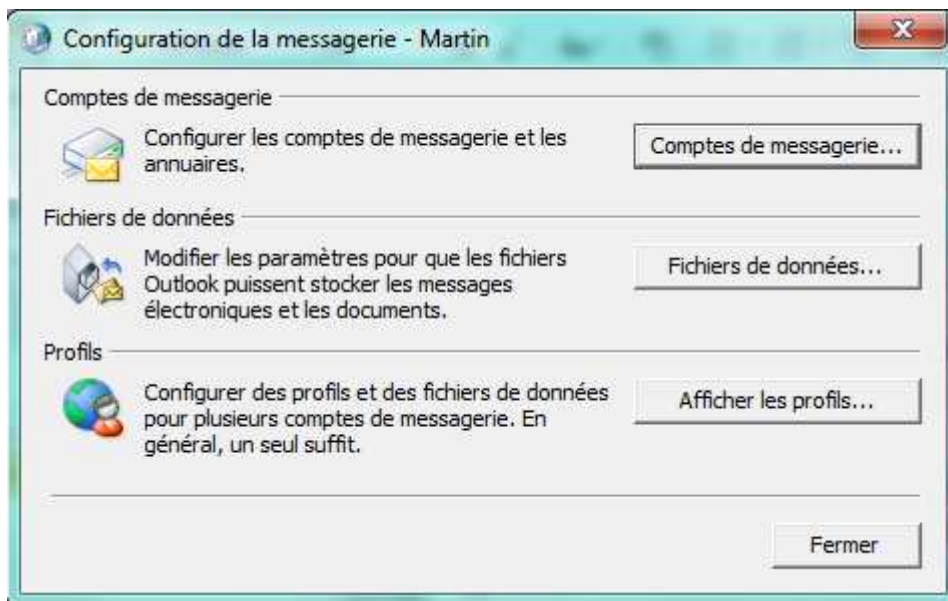 Configuration de la messagerie - Martin
Comptes de messagerie
Configurer les comptes de messagerie et les
annuaires.
Comptes de messagerie...
Fichiers de données
Modifier les paramètres pour que les fichiers
Outlook puissent stocker les messages
électroniques et les documents.
Fichiers de données...
Profils
Configurer des profils et des fichiers de données
pour plusieurs comptes de messagerie. En
général, un seul suffit.
Afficher les profils...
Fermer